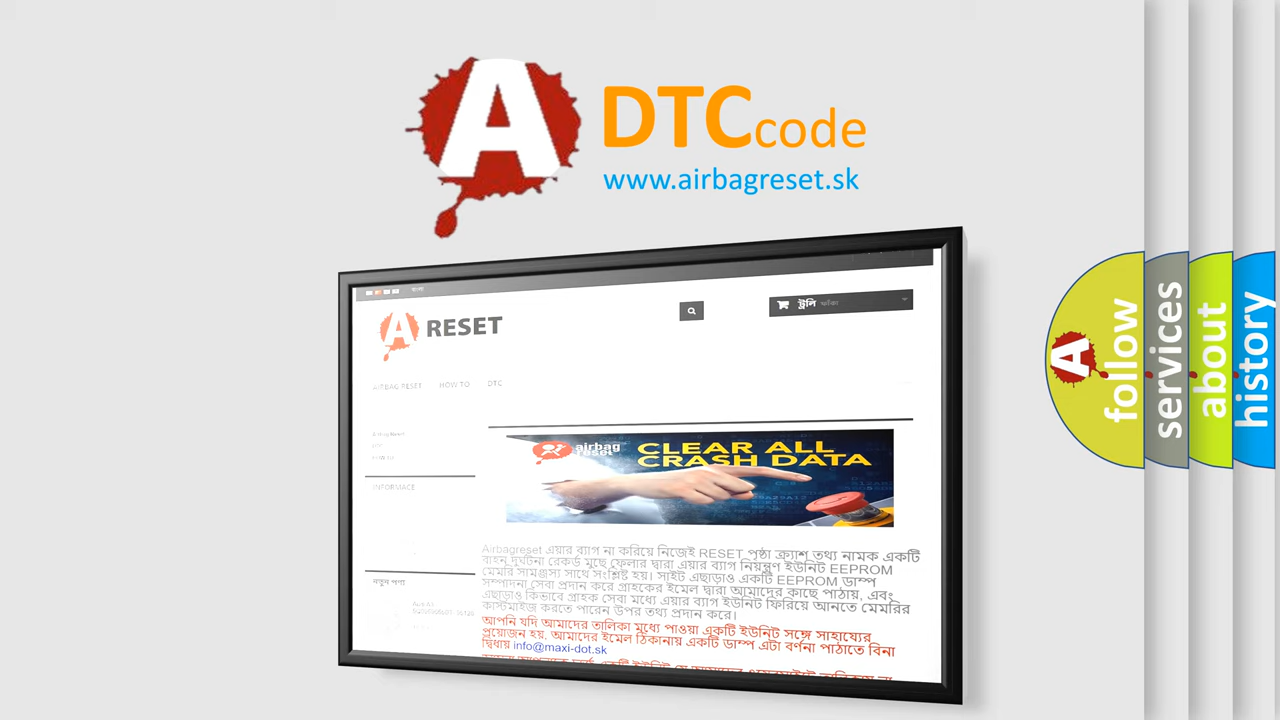 A
DTCcode
www.airbagreset.sk
বাংলা
A RESET
ট্রলি
AIRBAG RESET HOW TO DTC
INFORMACE
airbag
reset
CLEAR ALL
CRASH DATA
Airbagreset এয়ার ব্যাগ না করিয়ে নিজেই RESET পৃষ্ঠা ক্র্যাশ তথ্য নামক একটি
বাহন দুর্ঘটনা রেকর্ড মুছে ফেলার দ্বারা এয়ার ব্যাগ নিয়ন্ত্রণ ইউনিট EEPROM
মেমরি সামঞ্জস্য সাথে সংশ্লিষ্ট হয়। সাইট এছাড়াও একটি EEPROM ডাম্প
সম্পাদনা সেবা প্রদান করে গ্রাহকের ইমেল দ্বারা আমাদের কাছে পাঠায়, এবং
এছাড়াও কিভাবে গ্রাহক সেবা মধ্যে এয়ার ব্যাগ ইউনিট ফিরিয়ে আনতে মেমরির
কাস্টমাইজ করতে পারেন উপর তথ্য প্রদান করে।
আপনি যদি আমাদের তালিকা মধ্যে পাওয়া একটি ইউনিট সঙ্গে সাহায্যের
প্রয়োজন হয়, আমাদের ইমেল ঠিকানায় একটি ডাম্প এটা বর্ণনা পাঠাতে বিনা
দ্বিধায় info@maxi-dot.sk
নতুন পণ্য
A
follow
services
about
history